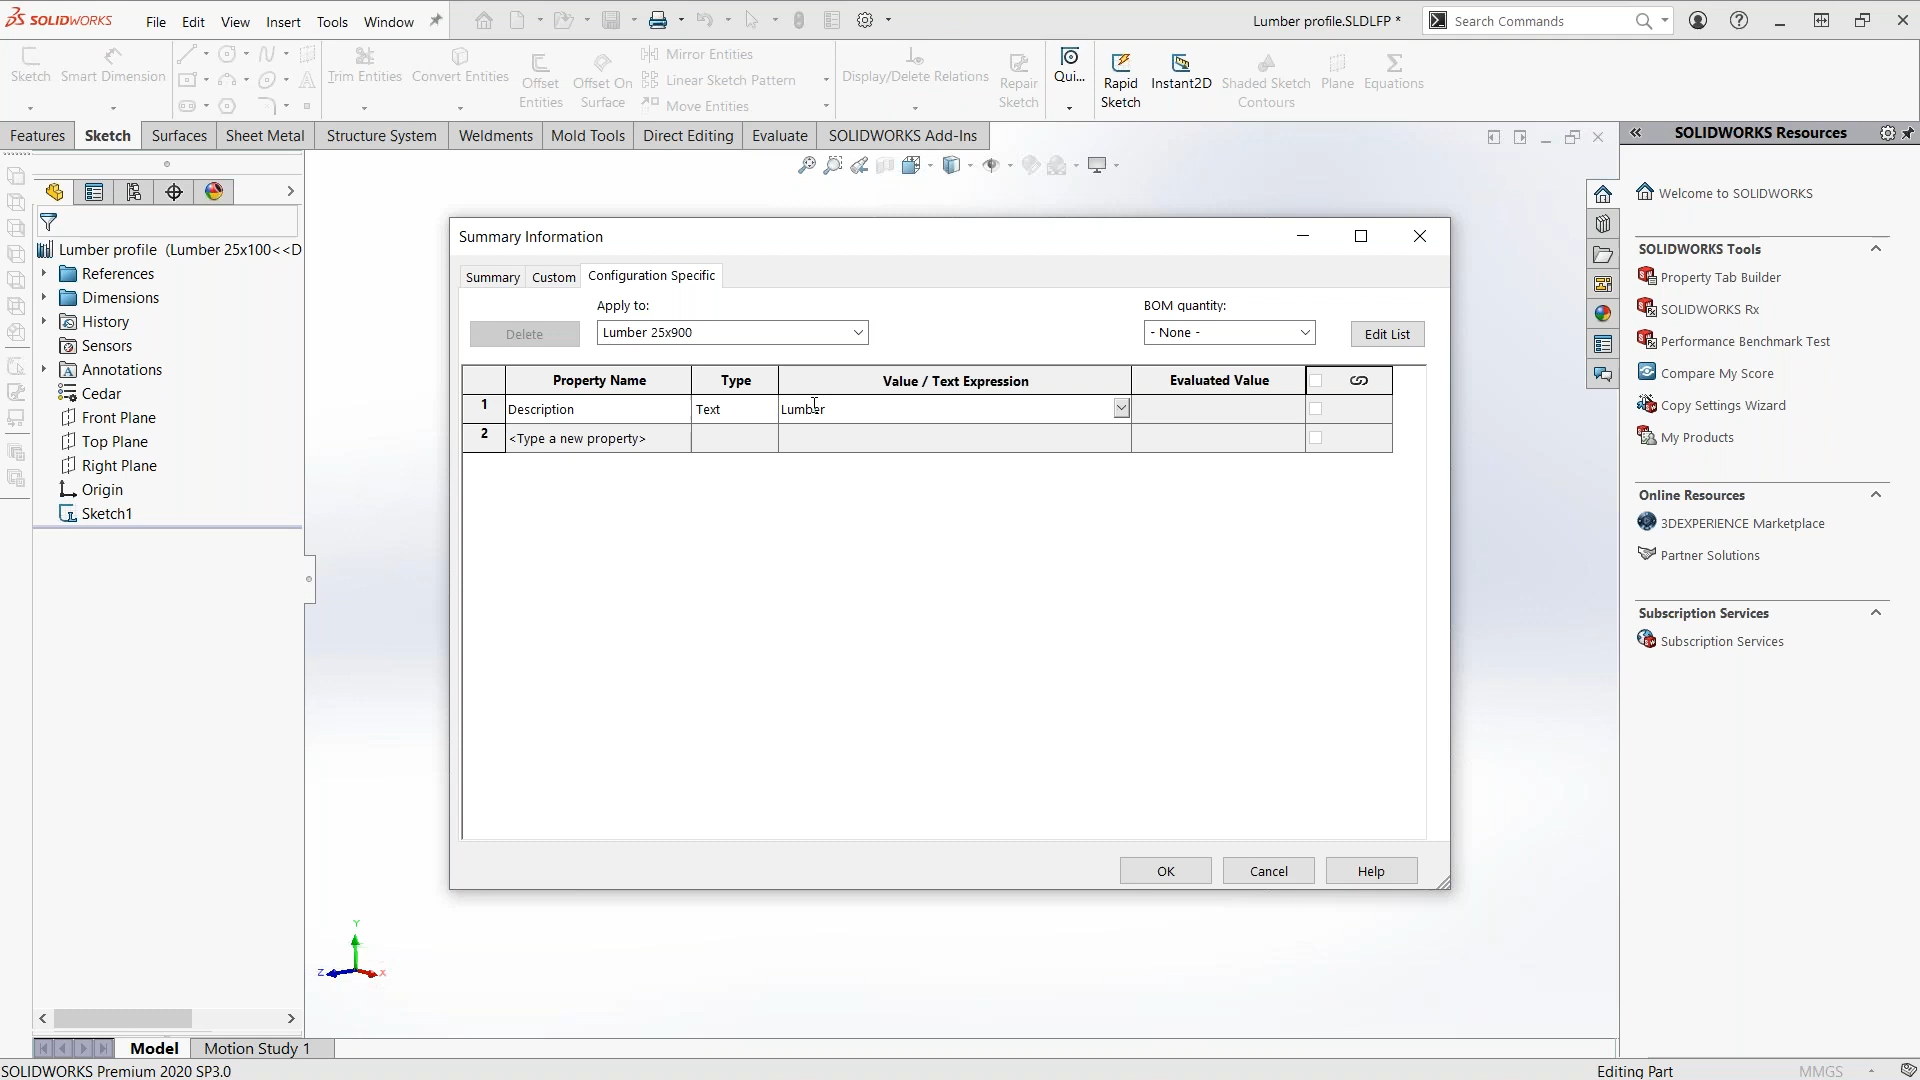 SOLIDWORKS File Edit View Insert Tools Window Lumber profile.SLDLFP * Search Commands
Sketch Smart Dimension Trim Entities Convert Entities Offset Entities Offset On Surface Mirror Entities Linear Sketch Pattern Move Entities Display/Delete Relations Repair Sketch Qui... Rapid Sketch Instant2D Shaded Sketch Contours Plane Equations
Features Sketch Surfaces Sheet Metal Structure System Weldments Mold Tools Direct Editing Evaluate SOLIDWORKS Add-Ins
SOLIDWORKS Resources
Lumber profile (Lumber 25x100<<D
References
Dimensions
History
Sensors
Annotations
Cedar
Front Plane
Top Plane
Right Plane
Origin
Sketch1
Summary Information
Summary Custom Configuration Specific
Apply to: BOM quantity:
Delete Lumber 25x900 - None - Edit List
Property Name Type Value / Text Expression Evaluated Value
1 Description Text Lumber
2 <Type a new property>
OK Cancel Help
Welcome to SOLIDWORKS
SOLIDWORKS Tools
Property Tab Builder
SOLIDWORKS Rx
Performance Benchmark Test
Compare My Score
Copy Settings Wizard
My Products
Online Resources
3DEXPERIENCE Marketplace
Partner Solutions
Subscription Services
Subscription Services
Y
Z X
Model Motion Study 1
SOLIDWORKS Premium 2020 SP3.0 Editing Part MMGS